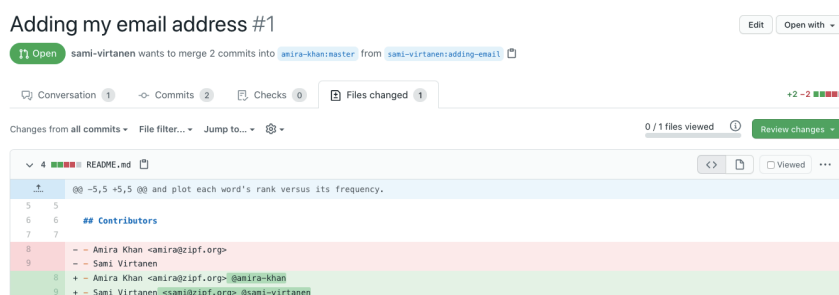 Adding my email address #1
Edit
Open with
Open
sami-virtanen wants to merge 2 commits into amira-khan:master from sami-virtanen:adding-email
Conversation 1
Commits 2
Checks 0
Files changed 1
+2 −2
Changes from all commits
File filter...
Jump to...
0 / 1 files viewed
Review changes
4 README.md
<>
Viewed
...
@@ -5,5 +5,5 @@ and plot each word's rank versus its frequency.
5 5
6 6 ## Contributors
7 7
8 - - Amira Khan <amira@zipf.org>
9 - - Sami Virtanen
8 + - Amira Khan <amira@zipf.org> @amira-khan
9 + - Sami Virtanen <sami@zipf.org> @sami-virtanen